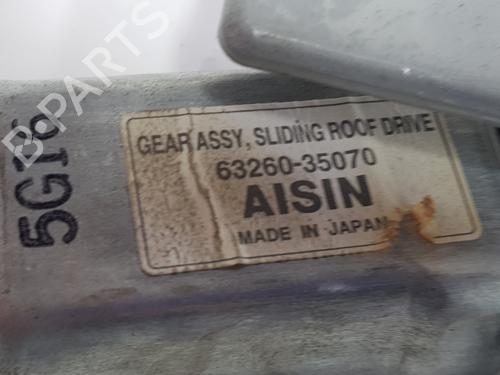 GEAR ASSY, SLIDING ROOF DRIVE
63260-35070
AISIN
MADE IN JAPAN
5G16
B-PARTS